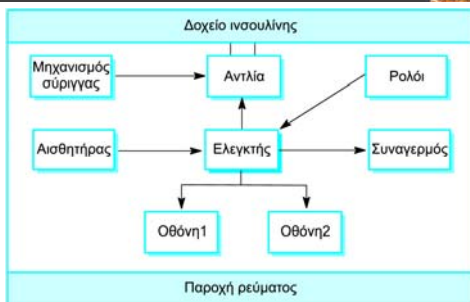 Δοχείο ινσουλίνης
Μηχανισμός
σύριγγας
Αντλία
Ρολόι
Αισθητήρας
Ελεγκτής
Συναγερμός
Οθόνη1
Οθόνη2
Παροχή ρεύματος